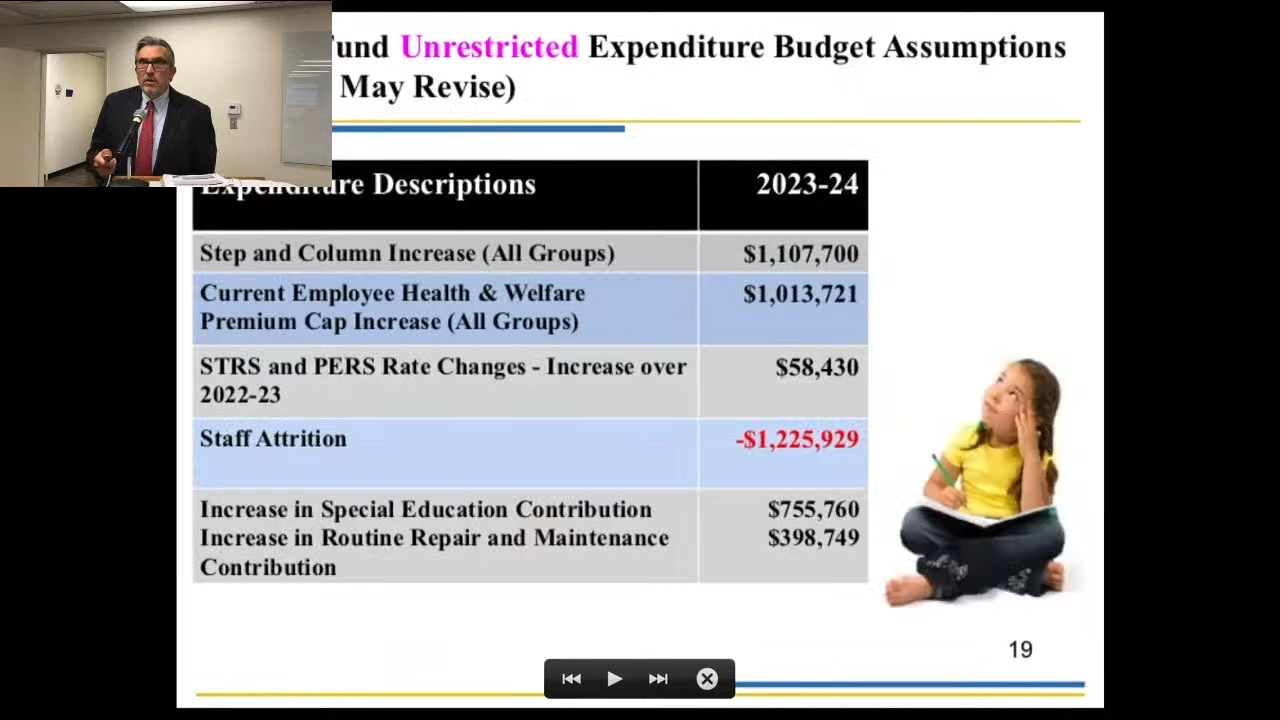 Unrestricted Expenditure Budget Assumptions
May Revise)
Expenditure Descriptions
2023-24
Step and Column Increase (All Groups)
$1,107,700
Current Employee Health & Welfare
$1,013,721
Premium Cap Increase (All Groups)
STRS and PERS Rate Changes - Increase over
$58,430
2022-23
Staff Attrition
-$1,225,929
Increase in Special Education Contribution
$755,760
Increase in Routine Repair and Maintenance
$398,749
Contribution
19